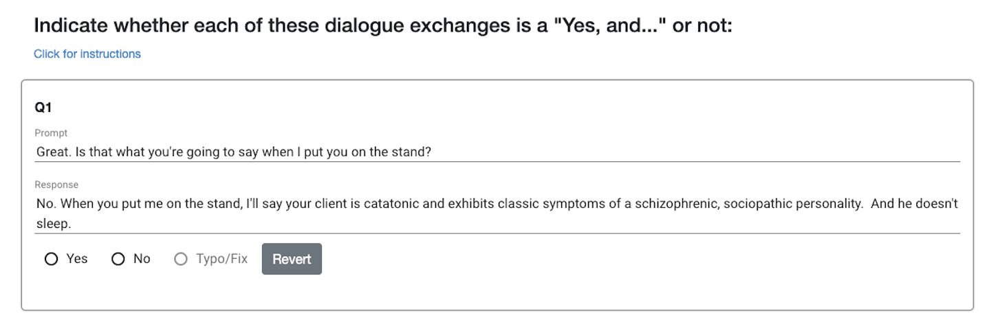 Indicate whether each of these dialogue exchanges is a "Yes, and..." or not:
Click for instructions
Q1
Prompt
Great. Is that what you're going to say when I put you on the stand?
Response
No. When you put me on the stand, I'll say your client is catatonic and exhibits classic symptoms of a schizophrenic, sociopathic personality.  And he doesn't
sleep.
Yes No Typo/Fix Revert